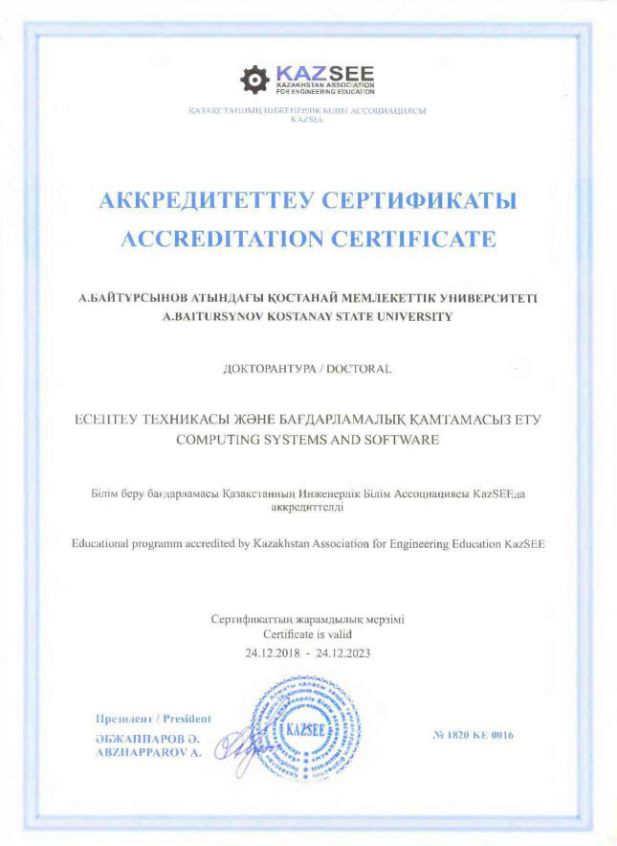 KAZSEE
KAZAKHSTAN ASSOCIATION
FOR ENGINEERING EDUCATION
ҚАЗАҚСТАННЫҢ ИНЖЕНЕРЛІК БІЛІМ АССОЦИАЦИЯСЫ
KAZSEE
АККРЕДИТЕТТЕУ СЕРТИФИКАТЫ
ACCREDITATION CERTIFICATE
А.БАЙТҰРСЫНОВ АТЫНДАҒЫ ҚОСТАНАЙ МЕМЛЕКЕТТІК УНИВЕРСИТЕТІ
A.BAITURSYNOV KOSTANAY STATE UNIVERSITY
ДОКТОРАНТУРА / DOCTORAL
ЕСЕПТЕУ ТЕХНИКАСЫ ЖӘНЕ БАҒДАРЛАМАЛЫҚ ҚАМТАМАСЫЗ ЕТУ
COMPUTING SYSTEMS AND SOFTWARE
Білім беру бағдарламасы Қазақстанның Инженерлік Білім Ассоциациясы KazSEEда
аккредиттелді
Educational programm accredited by Kazakhstan Association for Engineering Education KazSEE
Сертификаттың жарамдылық мерзімі
Certificate is valid
24.12.2018 - 24.12.2023
Президент / President
ӘБЖАППАРОВ Ә.
ABZHAPPAROV A.
KAZSEE
№ 1820 KE 0016